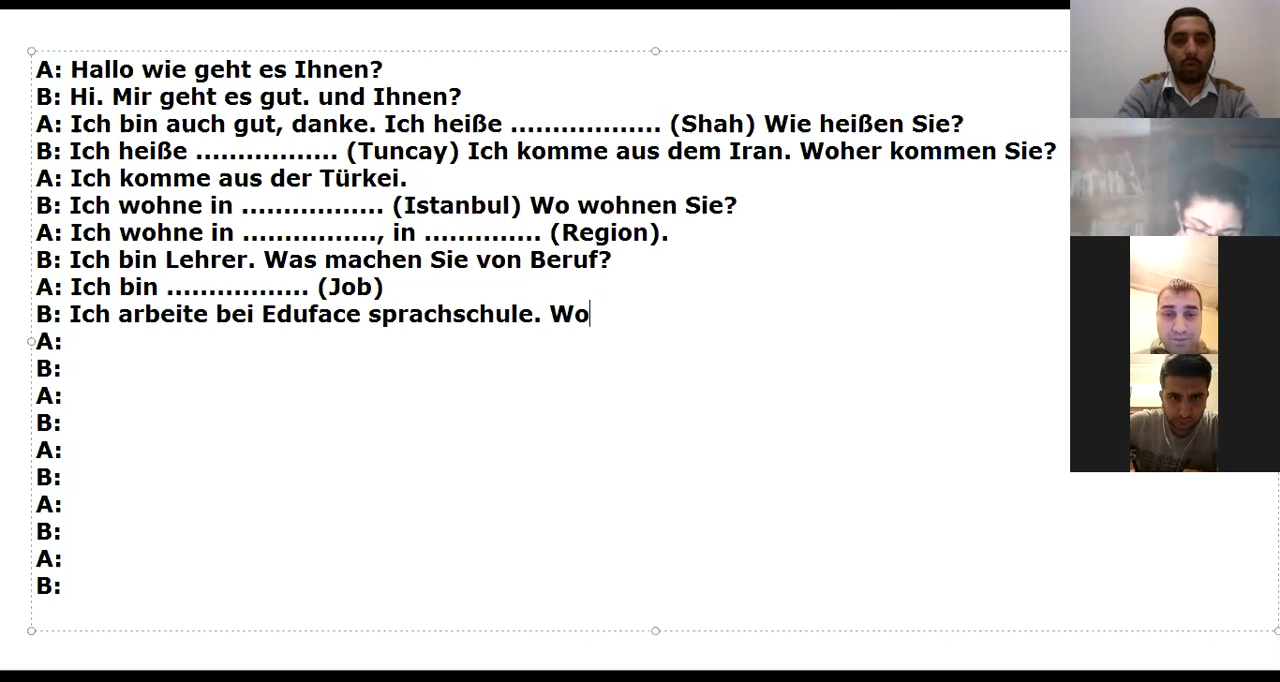 A: Hallo wie geht es Ihnen?
B: Hi. Mir geht es gut. und Ihnen?
A: Ich bin auch gut, danke. Ich heiße .................. (Shah) Wie heißen Sie?
B: Ich heiße ................. (Tuncay) Ich komme aus dem Iran. Woher kommen Sie?
A: Ich komme aus der Türkei.
B: Ich wohne in ................. (Istanbul) Wo wohnen Sie?
A: Ich wohne in ................, in .............. (Region).
B: Ich bin Lehrer. Was machen Sie von Beruf?
A: Ich bin ................. (Job)
B: Ich arbeite bei Eduface sprachschule. Wo
A:
B:
A:
B:
A:
B:
A:
B:
A:
B: